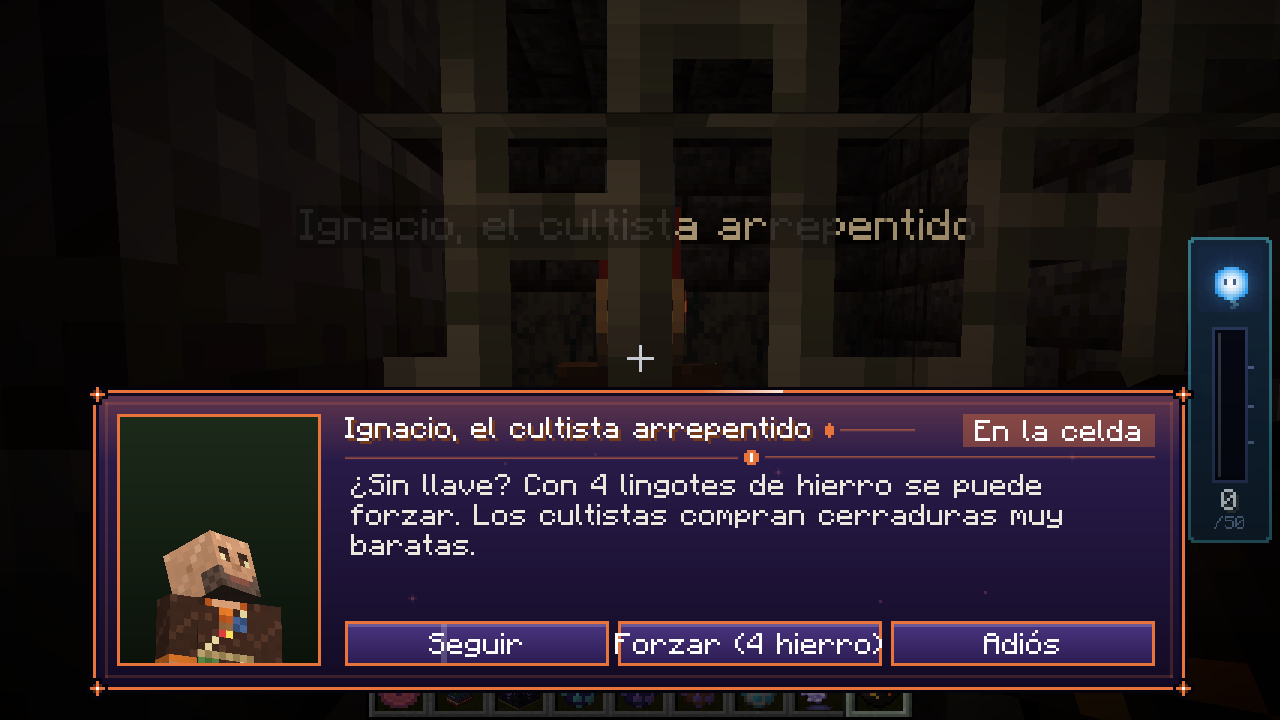 Ignacio, el cultista arrepentido
Ignacio, el cultista arrepentido
En la celda
¿Sin llave? Con 4 lingotes de hierro se puede
forzar. Los cultistas compran cerraduras muy
baratas.
Seguir
Forzar (4 hierro)
Adiós
0
/50